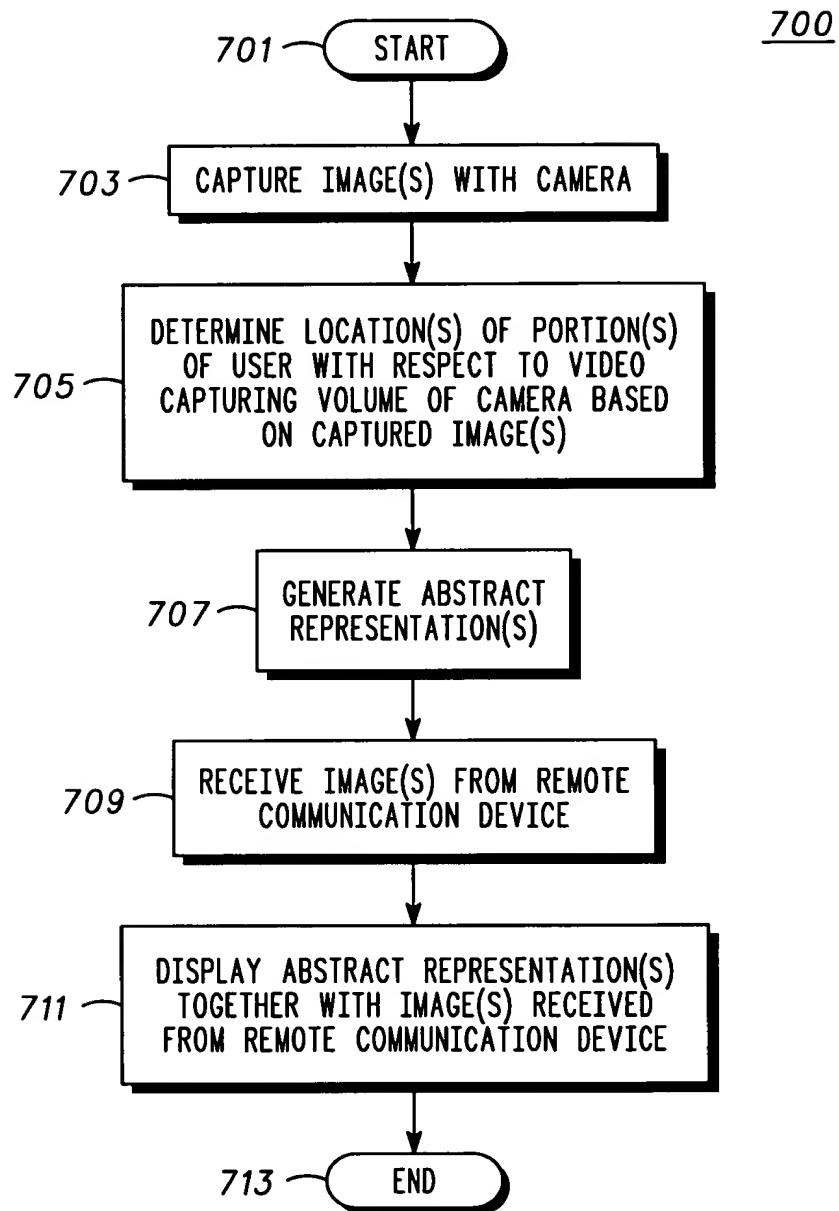 700
701
START
703
CAPTURE IMAGE(S) WITH CAMERA
705
DETERMINE LOCATION(S) OF PORTION(S)
OF USER WITH RESPECT TO VIDEO
CAPTURING VOLUME OF CAMERA BASED
ON CAPTURED IMAGE(S)
707
GENERATE ABSTRACT
REPRESENTATION(S)
709
RECEIVE IMAGE(S) FROM REMOTE
COMMUNICATION DEVICE
711
DISPLAY ABSTRACT REPRESENTATION(S)
TOGETHER WITH IMAGE(S) RECEIVED
FROM REMOTE COMMUNICATION DEVICE
713
END